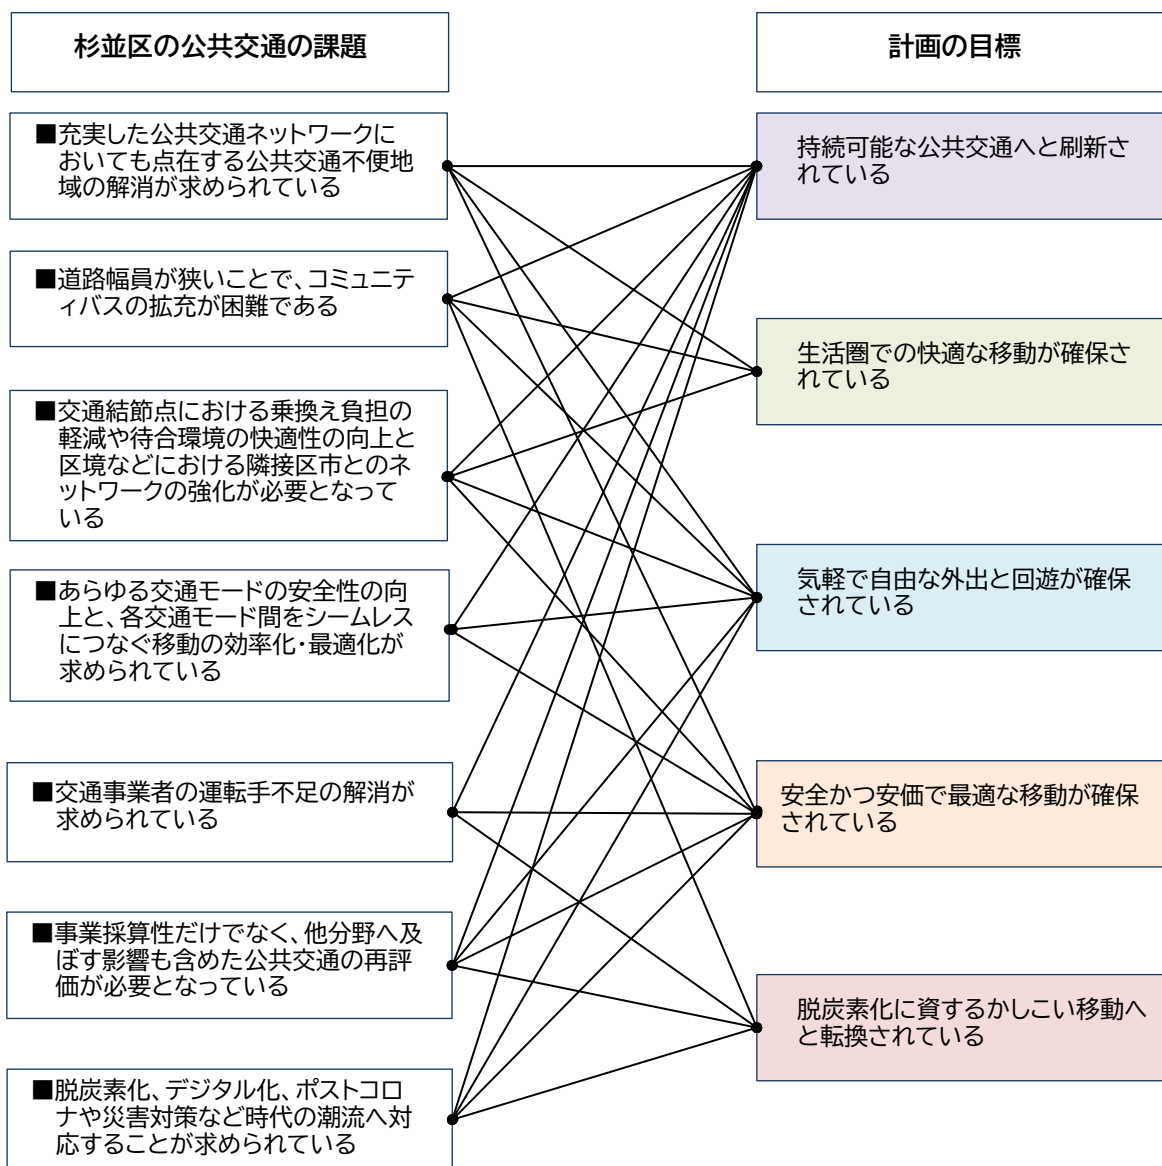 杉並区の公共交通の課題
■充実した公共交通ネットワークに
おいても点在する公共交通不便地
域の解消が求められている
■道路幅員が狭いことで、コミュニテ
ィバスの拡充が困難である
■交通結節点における乗換え負担の
軽減や待合環境の快適性の向上と
区境などにおける隣接区市とのネ
ットワークの強化が必要となって
いる
■あらゆる交通モードの安全性の向
上と、各交通モード間をシームレス
につなぐ移動の効率化・最適化が
求められている
■交通事業者の運転手不足の解消が
求められている
■事業採算性だけでなく、他分野へ及
ぼす影響も含めた公共交通の再評
価が必要となっている
■脱炭素化、デジタル化、ポストコロ
ナや災害対策など時代の潮流へ対
応することが求められている
計画の目標
持続可能な公共交通へと刷新さ
れている
生活圏での快適な移動が確保さ
れている
気軽で自由な外出と回遊が確保
されている
安全かつ安価で最適な移動が確保
されている
脱炭素化に資するかしこい移動へ
と転換されている